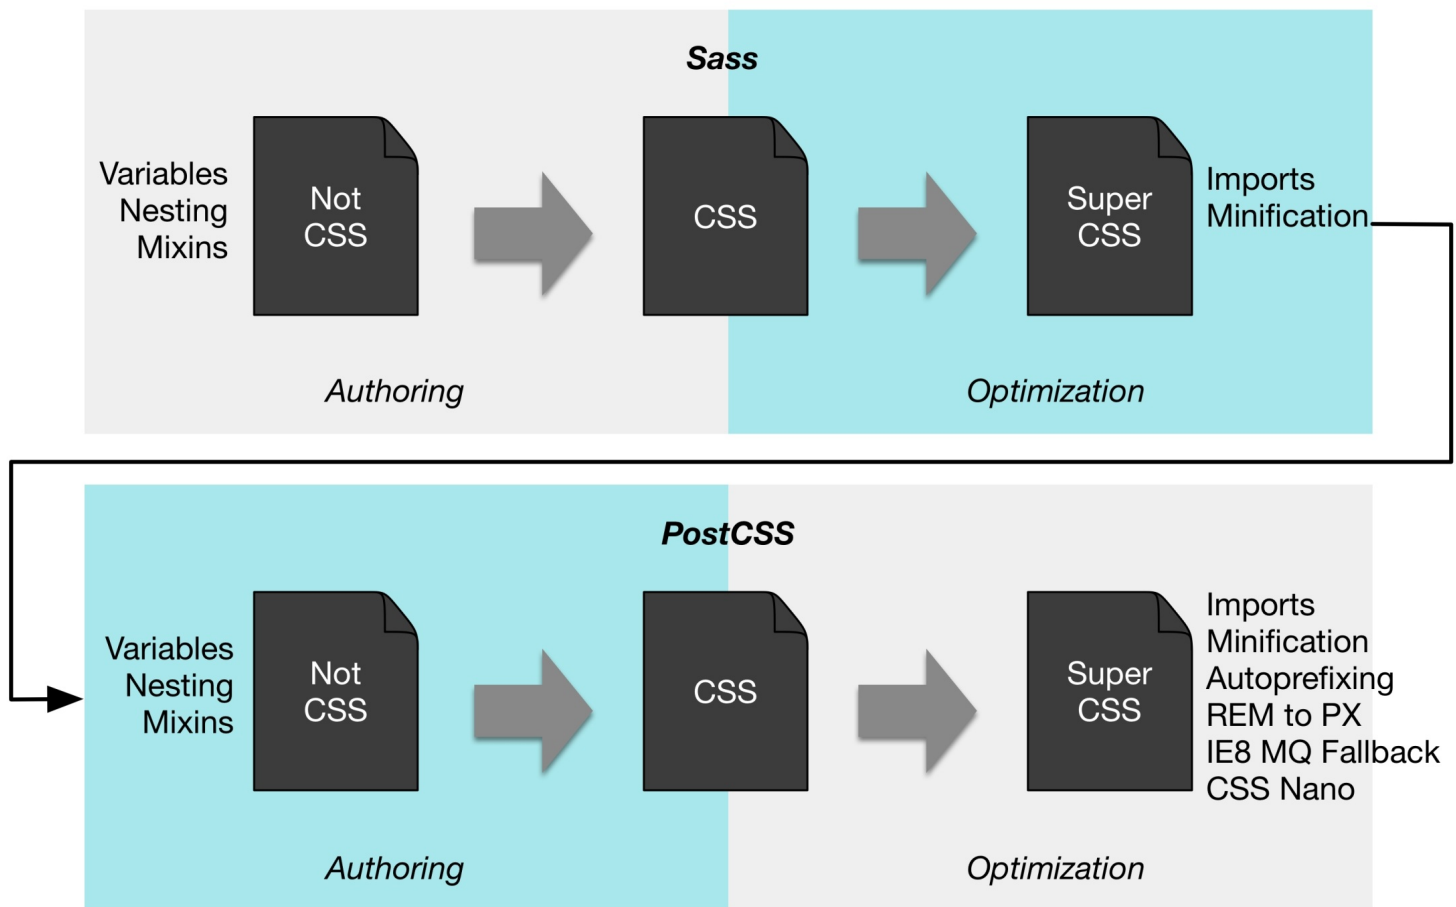 Sass
Variables
Nesting
Mixins
Not
CSS
CSS
Super
CSS
Imports
Minification
Authoring
Optimization
PostCSS
Variables
Nesting
Mixins
Not
CSS
CSS
Super
CSS
Imports
Minification
Autoprefixing
REM to PX
IE8 MQ Fallback
CSS Nano
Authoring
Optimization